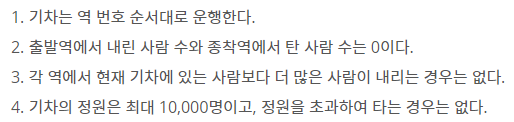 1. 기차는 역 번호 순서대로 운행한다.
2. 출발역에서 내린 사람 수와 종착역에서 탄 사람 수는 0이다.
3. 각 역에서 현재 기차에 있는 사람보다 더 많은 사람이 내리는 경우는 없다.
4. 기차의 정원은 최대 10,000명이고, 정원을 초과하여 타는 경우는 없다.